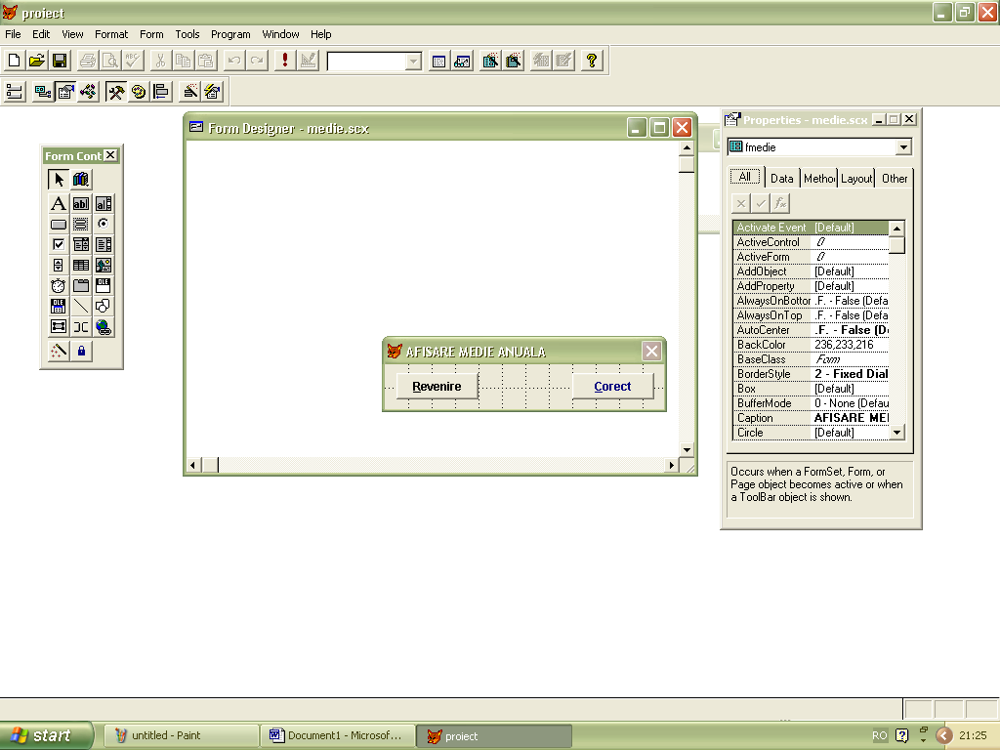 proiect
File Edit View Format Form Tools Program Window Help
Form Designer - medie.scx
Properties - medie.scx
fmedie
Form Cont
All Data Methoc Layout Other
A ab| a|
Activate Event [Default]
ActiveControl 0
ActiveForm 0
AddObject [Default]
AddProperty [Default]
AlwaysOnBottor .F. - False (Defa
AlwaysOnTop .F. - False (Defa
AutoCenter .F. - False (D
BackColor 236,233,216
BaseClass Form
BorderStyle 2 - Fixed Dial
Box [Default]
BufferMode 0 - None (Defau
Caption AFISARE ME
Circle [Default]
AFISARE MEDIE ANUALA
Revenire Corect
Occurs when a FormSet, Form, or
Page object becomes active or when
a ToolBar object is shown.
start untitled - Paint Document1 - Microsof... proiect RO 21:25